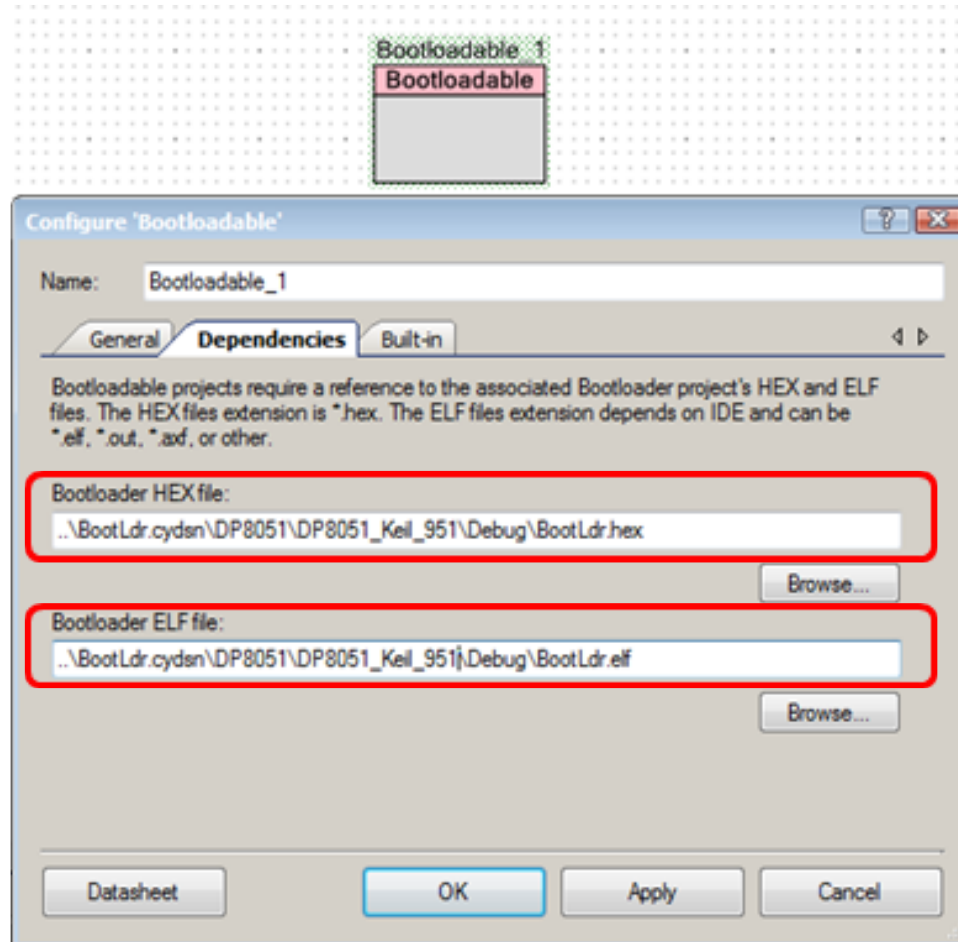 Bootloadable_1
Bootloadable
Configure 'Bootloadable'
Name: Bootloadable_1
General Dependencies Built-in
Bootloadable projects require a reference to the associated Bootloader project's HEX and ELF
files. The HEX files extension is *.hex. The ELF files extension depends on IDE and can be
*.elf, *.out, *.axf, or other.
Bootloader HEX file:
..\BootLdr.cydsn\DP8051\DP8051_Keil_951\Debug\BootLdr.hex
Browse...
Bootloader ELF file:
..\BootLdr.cydsn\DP8051\DP8051_Keil_951\Debug\BootLdr.elf
Browse...
Datasheet OK Apply Cancel